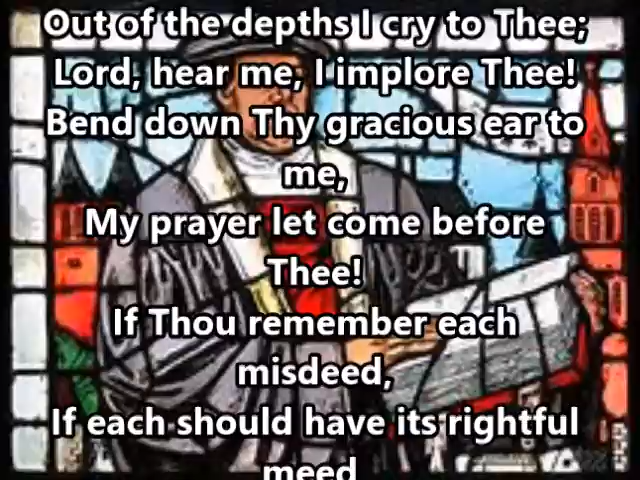 Out of the depths I cry to Thee;
Lord, hear me, I implore Thee!
Bend down Thy gracious ear to
me,
My prayer let come before
Thee!
If Thou remember each
misdeed,
If each should have its rightful
meed